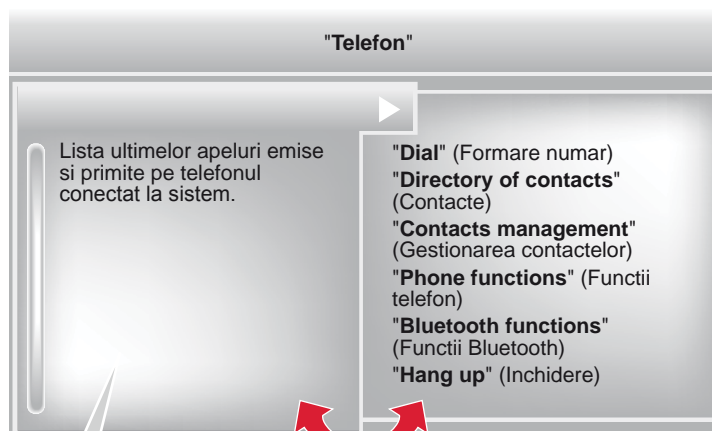 "Telefon"
Lista ultimelor apeluri emise
si primite pe telefonul
conectat la sistem.
"Dial" (Formare numar)
"Directory of contacts"
(Contacte)
"Contacts management"
(Gestionarea contactelor)
"Phone functions" (Functii
telefon)
"Bluetooth functions"
(Functii Bluetooth)
"Hang up" (Inchidere)